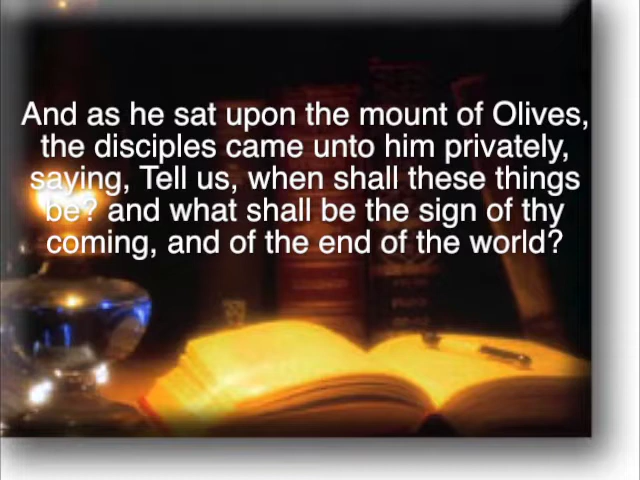 And as he sat upon the mount of Olives,
the disciples came unto him privately,
saying, Tell us, when shall these things
be? and what shall be the sign of thy
coming, and of the end of the world?